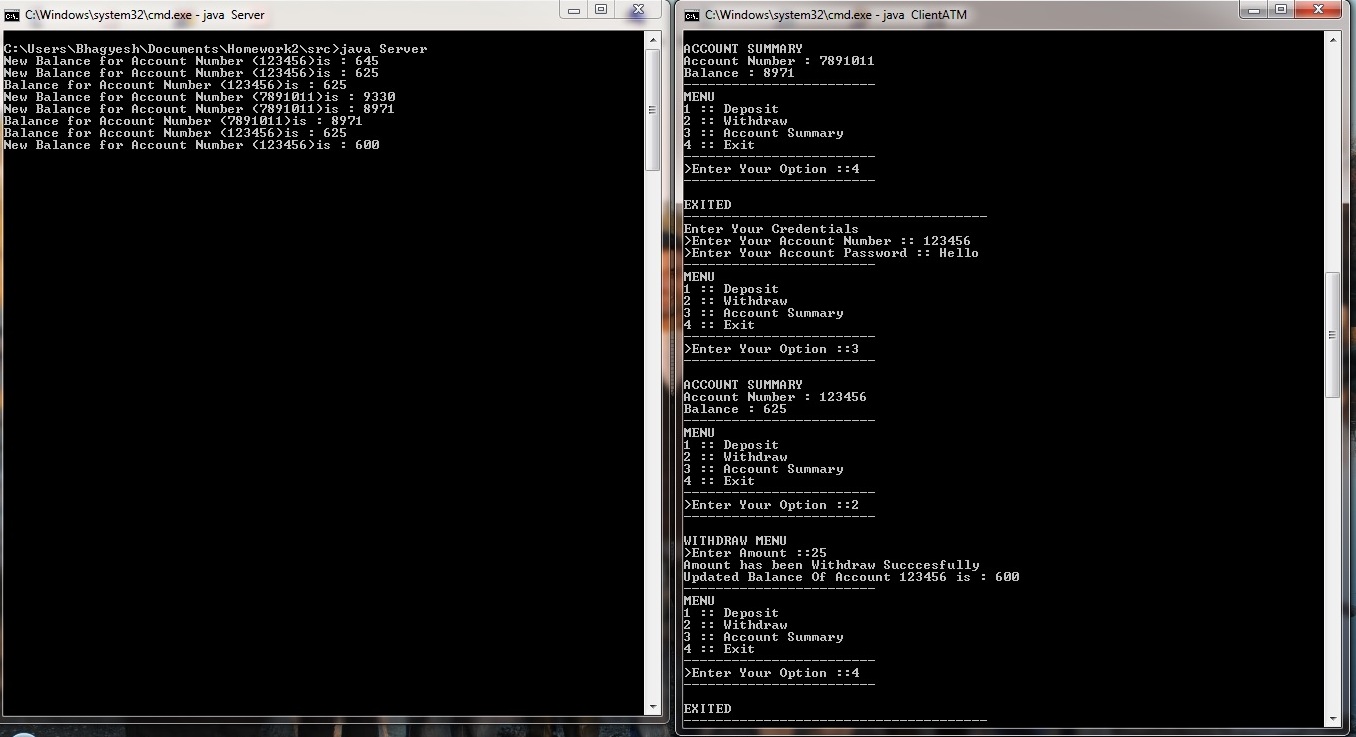 C:\Windows\system32\cmd.exe - java Server
C:\Users\Bhagyesh\Documents\Homework2\src>java Server
New Balance for Account Number (123456)is : 645
New Balance for Account Number (123456)is : 625
Balance for Account Number (123456)is : 625
New Balance for Account Number (7891011)is : 9330
New Balance for Account Number (7891011)is : 8971
Balance for Account Number (7891011)is : 8971
Balance for Account Number (123456)is : 625
New Balance for Account Number (123456)is : 600
C:\Windows\system32\cmd.exe - java ClientATM
ACCOUNT SUMMARY
Account Number : 7891011
Balance : 8971
------------------------
MENU
1 :: Deposit
2 :: Withdraw
3 :: Account Summary
4 :: Exit
------------------------
>Enter Your Option ::4
------------------------
EXITED
--------------------------------------
Enter Your Credentials
>Enter Your Account Number :: 123456
>Enter Your Account Password :: Hello
------------------------
MENU
1 :: Deposit
2 :: Withdraw
3 :: Account Summary
4 :: Exit
------------------------
>Enter Your Option ::3
------------------------
ACCOUNT SUMMARY
Account Number : 123456
Balance : 625
------------------------
MENU
1 :: Deposit
2 :: Withdraw
3 :: Account Summary
4 :: Exit
------------------------
>Enter Your Option ::2
------------------------
WITHDRAW MENU
>Enter Amount ::25
Amount has been Withdraw Succcesfully
Updated Balance Of Account 123456 is : 600
------------------------
MENU
1 :: Deposit
2 :: Withdraw
3 :: Account Summary
4 :: Exit
------------------------
>Enter Your Option ::4
------------------------
EXITED
--------------------------------------